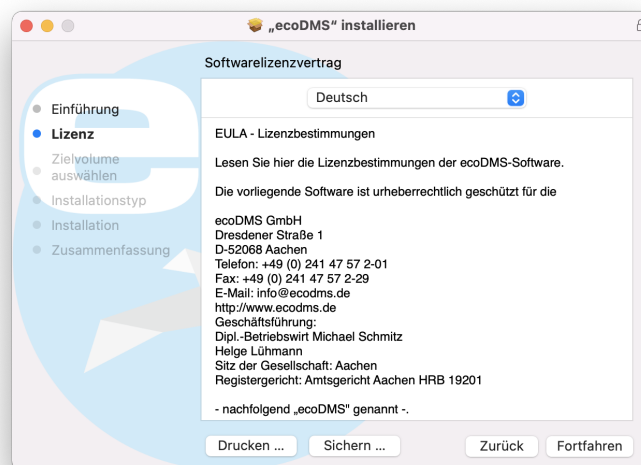 „ecoDMS“ installieren
Softwarelizenzvertrag
Deutsch
Einführung
Lizenz
Zielvolume
auswählen
Installationstyp
Installation
Zusammenfassung
EULA - Lizenzbestimmungen
Lesen Sie hier die Lizenzbestimmungen der ecoDMS-Software.
Die vorliegende Software ist urheberrechtlich geschützt für die
ecoDMS GmbH
Dresdener Straße 1
D-52068 Aachen
Telefon: +49 (0) 241 47 57 2-01
Fax: +49 (0) 241 47 57 2-29
E-Mail: info@ecodms.de
http://www.ecodms.de
Geschäftsführung:
Dipl.-Betriebswirt Michael Schmitz
Helge Lühmann
Sitz der Gesellschaft: Aachen
Registergericht: Amtsgericht Aachen HRB 19201
- nachfolgend „ecoDMS" genannt -.
Drucken ...
Sichern ...
Zurück
Fortfahren